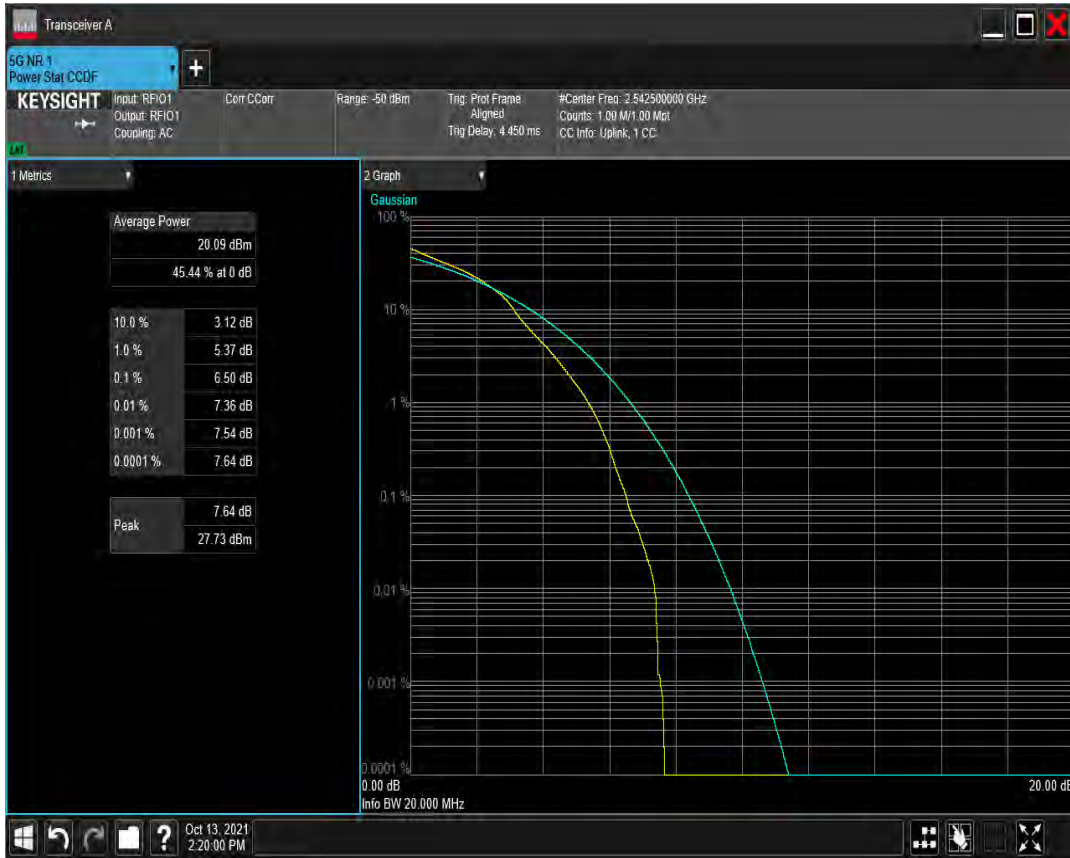 Transceiver A
5G NR 1
Power Stat CCDF
+
KEYSIGHT
Input: RFIO1
Output: RFIO1
Coupling: AC
Corr CCorr
Range: -50 dBm
Trig: Prot Frame
Aligned
Trig Delay: 4.450 ms
#Center Freq: 2.542500000 GHz
Counts: 1.00 M/1.00 Mpt
CC Info: Uplink, 1 CC
1 Metrics
Average Power
20.09 dBm
45.44 % at 0 dB
10.0 % 3.12 dB
1.0 % 5.37 dB
0.1 % 6.50 dB
0.01 % 7.36 dB
0.001 % 7.54 dB
0.0001 % 7.64 dB
Peak
7.64 dB
27.73 dBm
2 Graph
Gaussian
100 %
10 %
1 %
0.1 %
0.01 %
0.001 %
0.0001 %
0.00 dB
20.00 dB
Info BW 20.000 MHz
?
Oct 13, 2021
2:20:00 PM